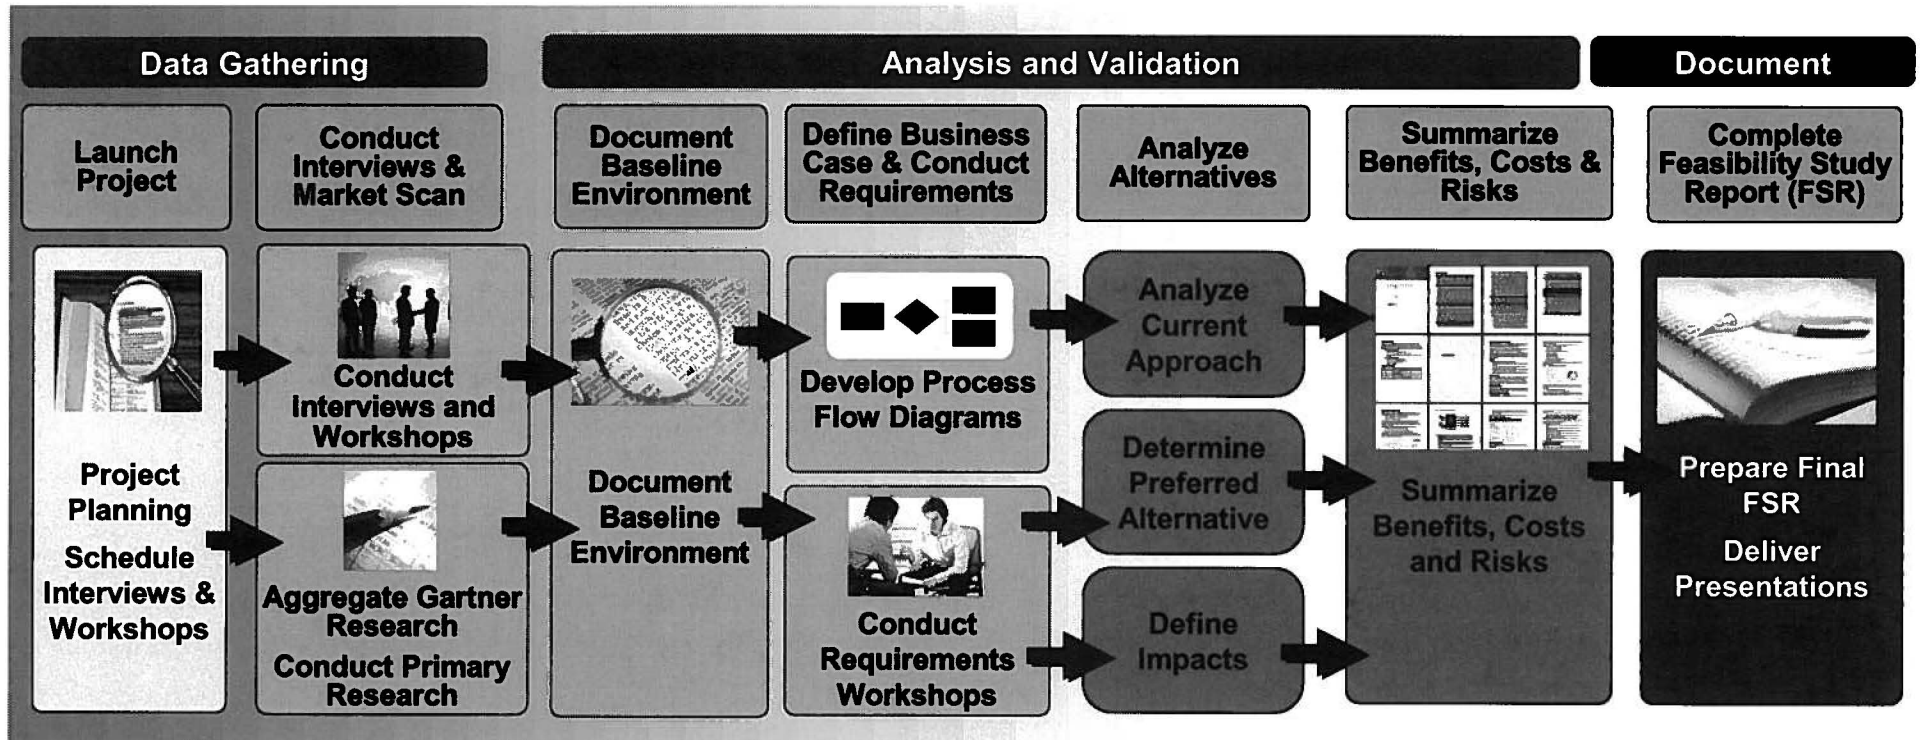 Data Gathering
Analysis and Validation
Document
Launch
Project
Conduct
Interviews &
Market Scan
Document
Baseline
Environment
Define Business
Case & Conduct
Requirements
Analyze
Alternatives
Summarize
Benefits, Costs &
Risks
Complete
Feasibility Study
Report (FSR)
Project
Planning
Schedule
Interviews &
Workshops
Conduct
Interviews and
Workshops
Aggregate Gartner
Research
Conduct Primary
Research
Document
Baseline
Environment
Develop Process
Flow Diagrams
Conduct
Requirements
Workshops
Analyze
Current
Approach
Determine
Preferred
Alternative
Define
Impacts
Summarize
Benefits, Costs
and Risks
Prepare Final
FSR
Deliver
Presentations